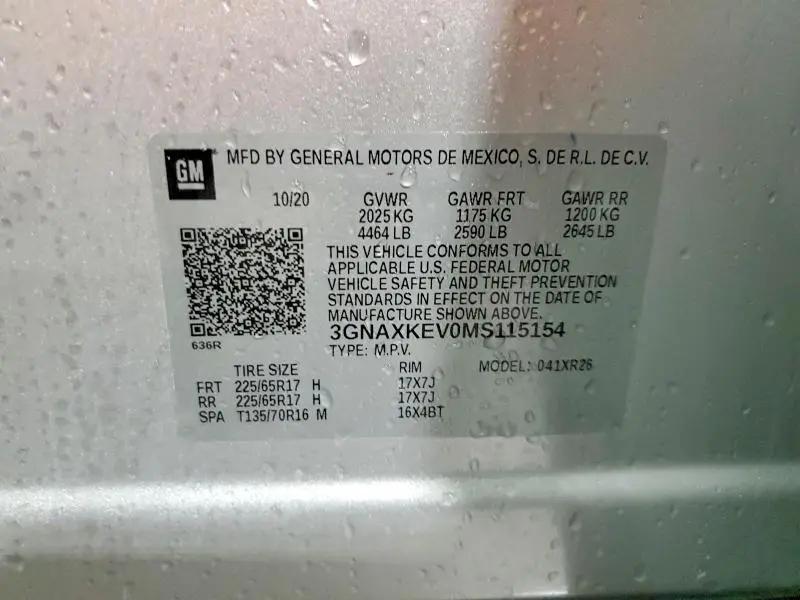 GM MFD BY GENERAL MOTORS DE MEXICO, S. DE R.L. DE C.V.
10/20 GVWR GAWR FRT GAWR RR
2025 KG 1175 KG 1200 KG
4464 LB 2590 LB 2645 LB
THIS VEHICLE CONFORMS TO ALL
APPLICABLE U.S. FEDERAL MOTOR
VEHICLE SAFETY AND THEFT PREVENTION
STANDARDS IN EFFECT ON THE DATE OF
MANUFACTURE SHOWN ABOVE.
3GNAXKEV0MS115154
636R
TYPE: M.P.V.
TIRE SIZE RIM MODEL: 041XR26
FRT 225/65R17 H 17X7J
RR 225/65R17 H 17X7J
SPA T135/70R16 M 16X4BT